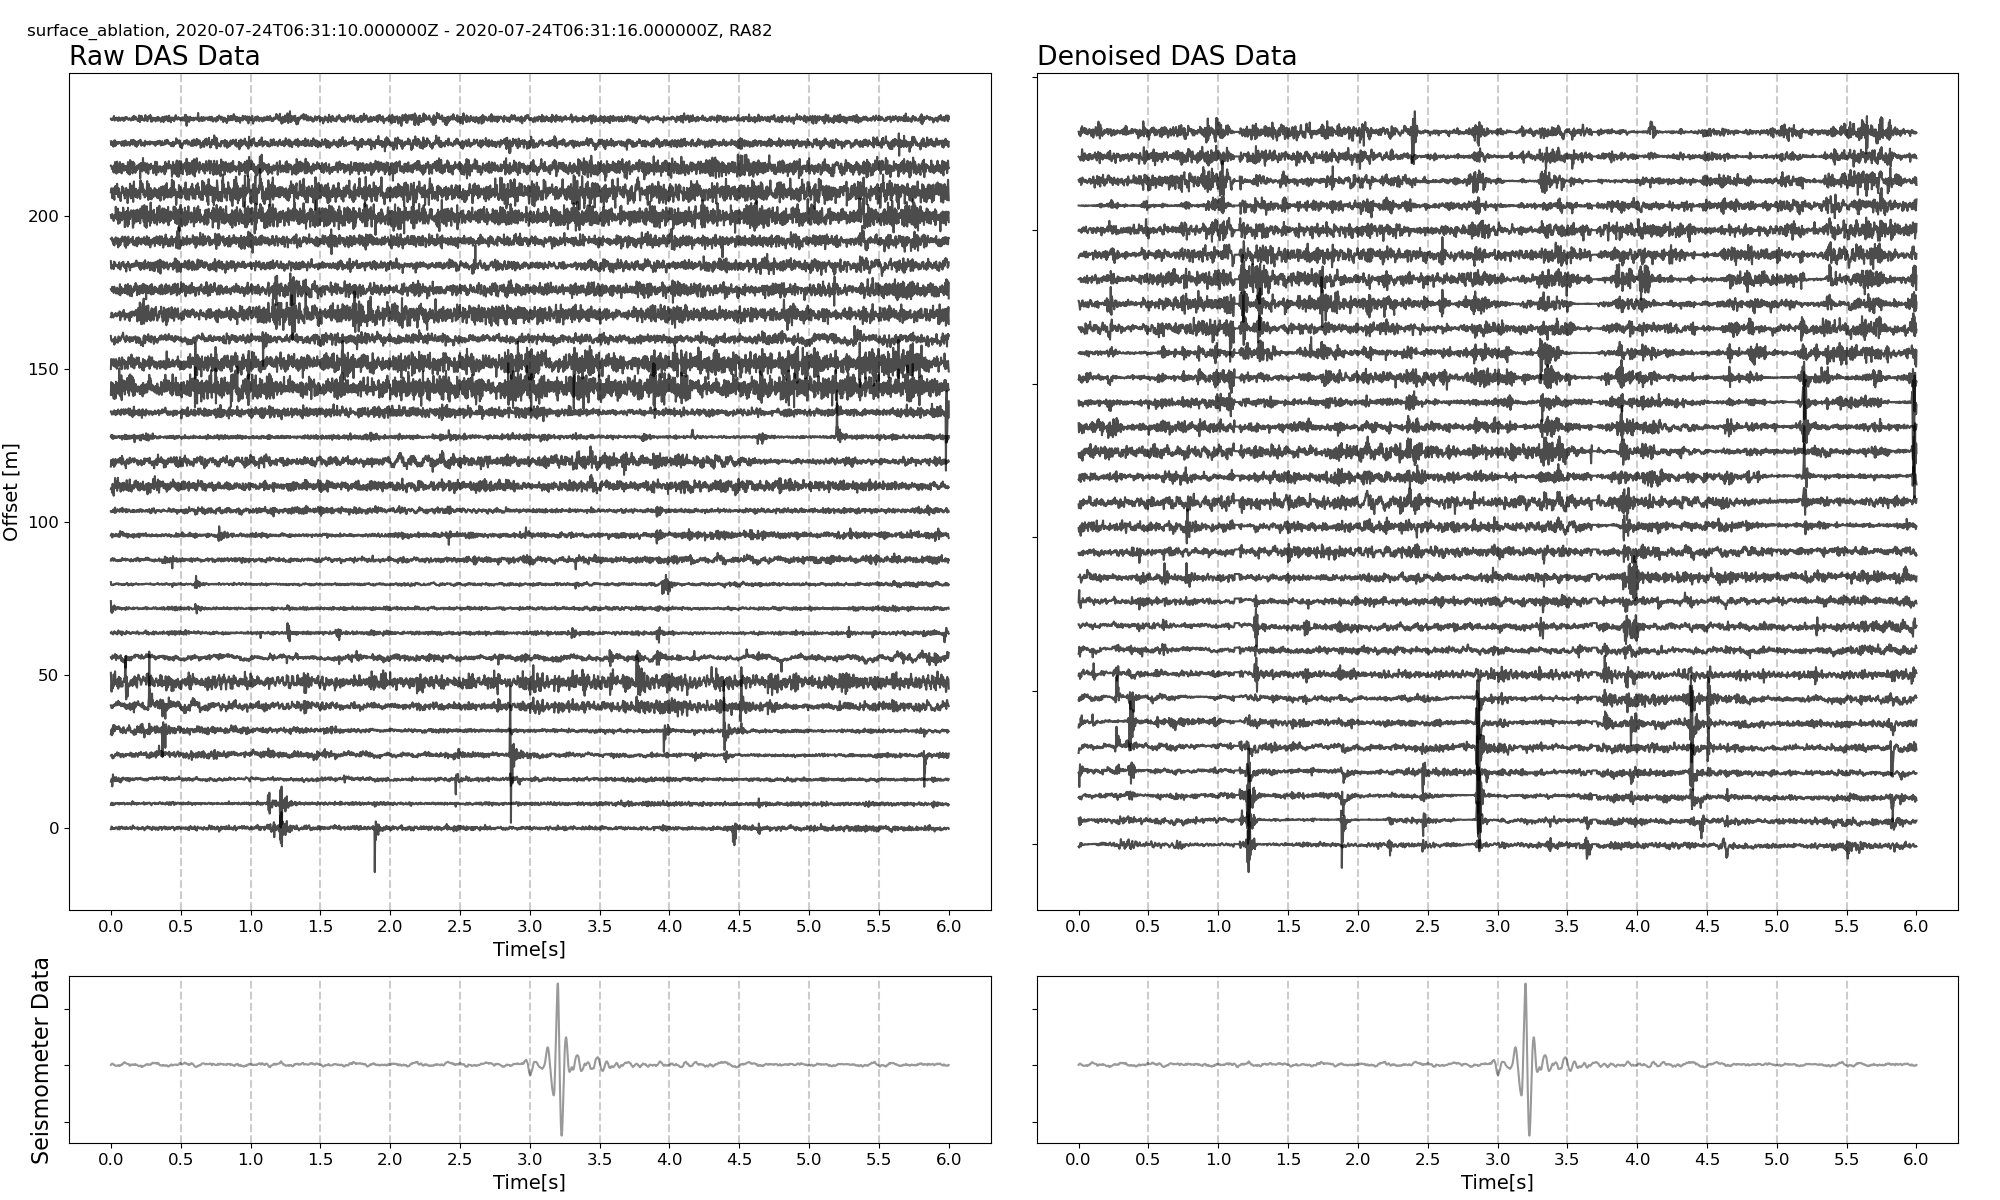 surface_ablation, 2020-07-24T06:31:10.000000Z - 2020-07-24T06:31:16.000000Z, RA82
Raw DAS Data
Denoised DAS Data
Offset [m]
200
150
100
50
0
0.0 0.5 1.0 1.5 2.0 2.5 3.0 3.5 4.0 4.5 5.0 5.5 6.0
Time[s]
0.0 0.5 1.0 1.5 2.0 2.5 3.0 3.5 4.0 4.5 5.0 5.5 6.0
Seismometer Data
0.0 0.5 1.0 1.5 2.0 2.5 3.0 3.5 4.0 4.5 5.0 5.5 6.0
Time[s]
0.0 0.5 1.0 1.5 2.0 2.5 3.0 3.5 4.0 4.5 5.0 5.5 6.0
Time[s]